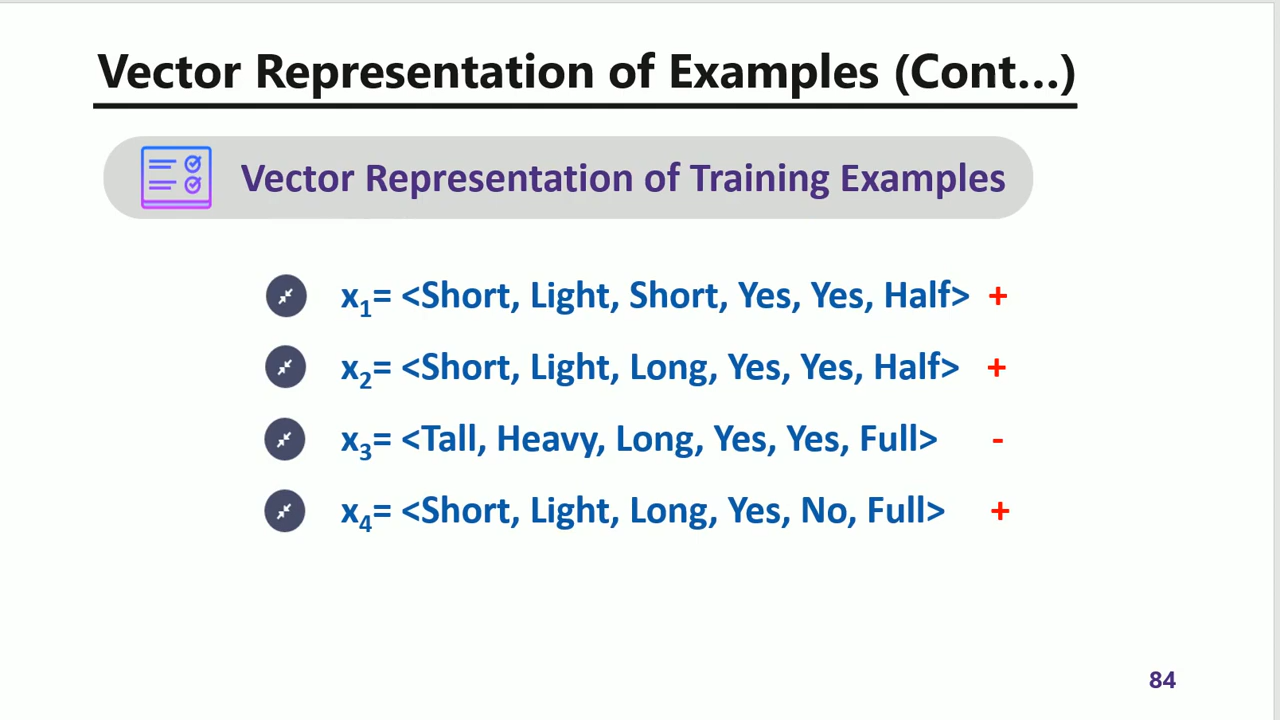 Vector Representation of Examples (Cont...)
Vector Representation of Training Examples
x₁= <Short, Light, Short, Yes, Yes, Half> +
x₂= <Short, Light, Long, Yes, Yes, Half> +
x₃= <Tall, Heavy, Long, Yes, Yes, Full> -
x₄= <Short, Light, Long, Yes, No, Full> +
84